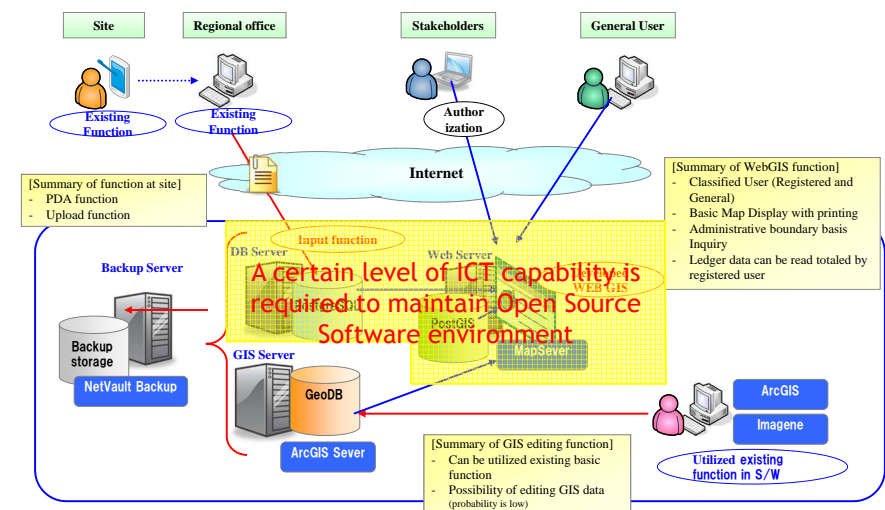 Site
Regional office
Stakeholders
General User
Existing
Function
Existing
Function
Author
ization
Internet
[Summary of function at site]
- PDA function
- Upload function
[Summary of WebGIS function]
- Classified User (Registered and
General)
- Basic Map Display with printing
- Administrative boundary basis
Inquiry
- Ledger data can be read totaled by
registered user
Input function
DB Server
Web Server
Backup Server
Developed
WEB GIS
A certain level of ICT capability is
required to maintain Open Source
Software environment
PostgreSQL
PostGIS
MapSever
Backup
storage
NetVault Backup
GIS Server
GeoDB
ArcGIS Sever
ArcGIS
Imagene
Utilized existing
function in S/W
[Summary of GIS editing function]
- Can be utilized existing basic
function
- Possibility of editing GIS data
(probability is low)